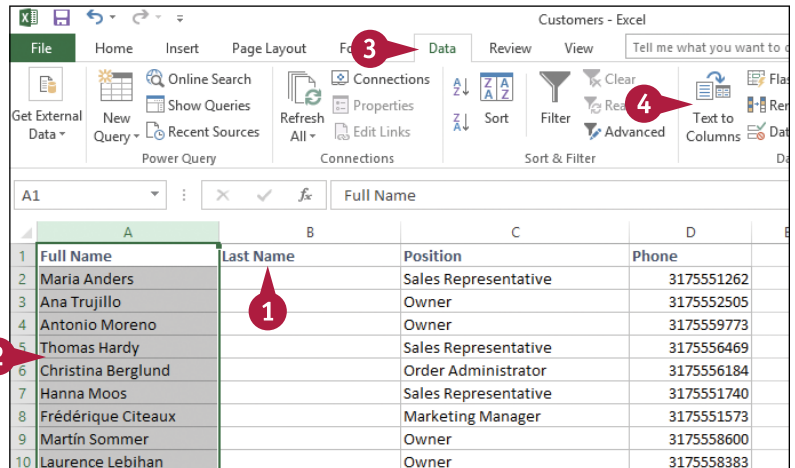 Customers - Excel
File Home Insert Page Layout Fo 3 Data Review View Tell me what you want to
Get External Data New Query Online Search Show Queries Recent Sources Refresh All Connections Properties Edit Links Sort Filter Clear Advanced 4 Text to Columns
Power Query Connections Sort & Filter
A1 fx Full Name
A B C D
1 Full Name Last Name Position Phone
2 Maria Anders Sales Representative 3175551262
3 Ana Trujillo Owner 3175552505
1
4 Antonio Moreno Owner 3175559773
5 Thomas Hardy Sales Representative 3175556469
2
6 Christina Berglund Order Administrator 3175556184
7 Hanna Moos Sales Representative 3175551740
8 Frédérique Citeaux Marketing Manager 3175551573
9 Martín Sommer Owner 3175558600
10 Laurence Lebihan Owner 3175558383